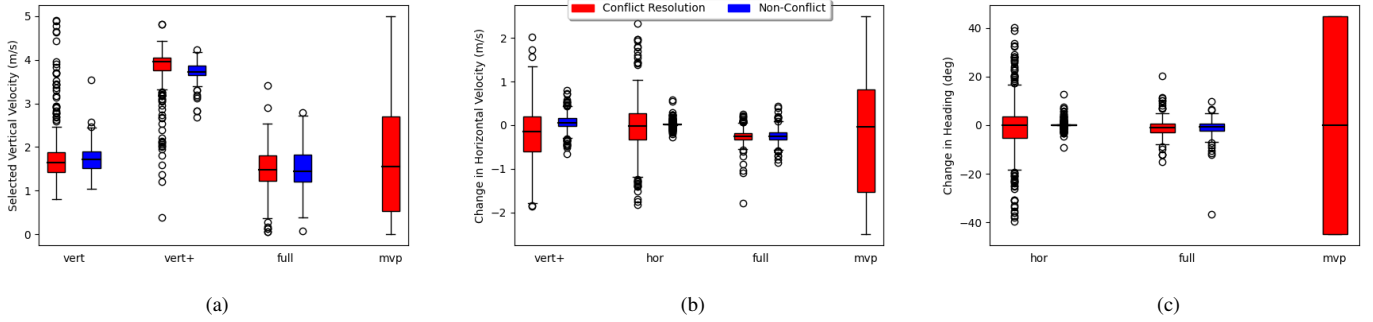 Selected Vertical Velocity (m/s)
5
4
3
2
1
0
vert
vert+
full
mvp
(a)
Conflict Resolution
Non-Conflict
Change in Horizontal Velocity (m/s)
2
1
0
−1
−2
vert+
hor
full
mvp
(b)
Change in Heading (deg)
40
20
0
−20
−40
hor
full
mvp
(c)